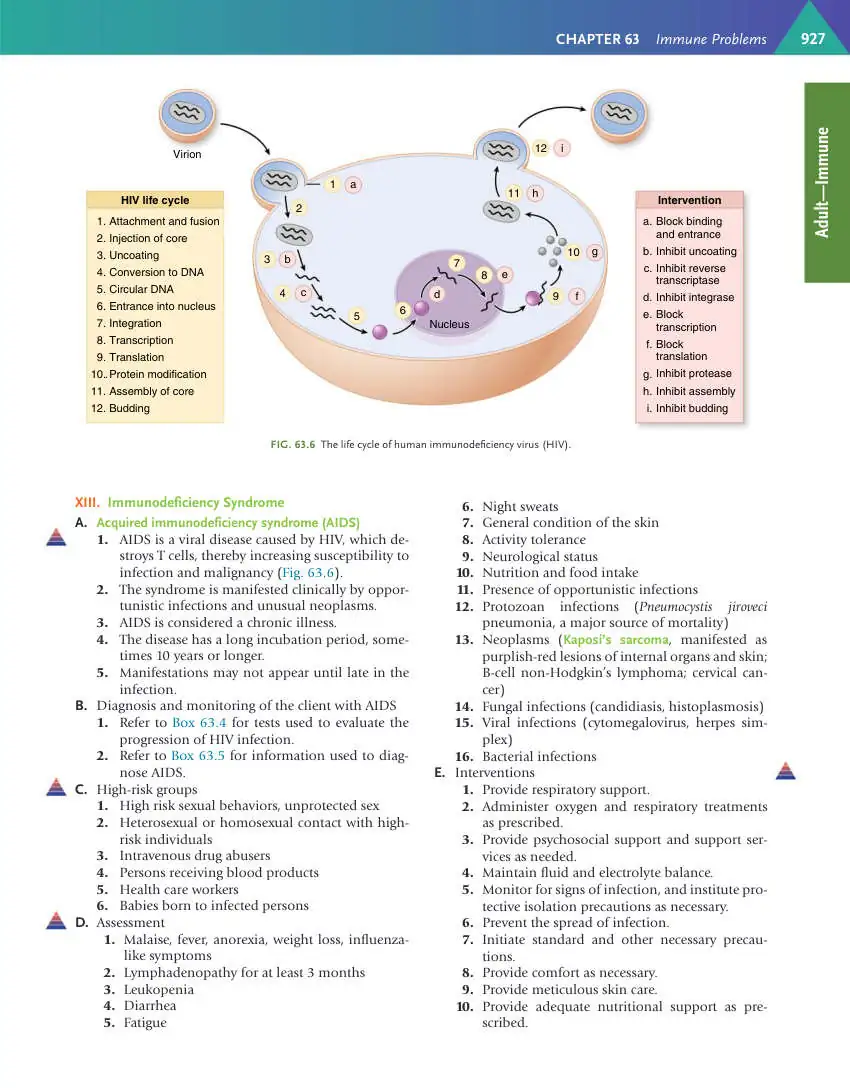 CHAPTER 63 Immune Problems 927
Adult—Immune
Virion
HIV life cycle
1. Attachment and fusion
2. Injection of core
3. Uncoating
4. Conversion to DNA
5. Circular DNA
6. Entrance into nucleus
7. Integration
8. Transcription
9. Translation
10.. Protein modification
11. Assembly of core
12. Budding
1 a
2
3 b
4 c
5
6
d
7
8 e
Nucleus
9 f
10 g
11 h
12 i
Intervention
a. Block binding
and entrance
b. Inhibit uncoating
c. Inhibit reverse
transcriptase
d. Inhibit integrase
e. Block
transcription
f. Block
translation
g. Inhibit protease
h. Inhibit assembly
i. Inhibit budding
FIG. 63.6 The life cycle of human immunodeficiency virus (HIV).
XIII. Immunodeficiency Syndrome
A. Acquired immunodeficiency syndrome (AIDS)
1. AIDS is a viral disease caused by HIV, which de-
stroys T cells, thereby increasing susceptibility to
infection and malignancy (Fig. 63.6).
2. The syndrome is manifested clinically by oppor-
tunistic infections and unusual neoplasms.
3. AIDS is considered a chronic illness.
4. The disease has a long incubation period, some-
times 10 years or longer.
5. Manifestations may not appear until late in the
infection.
B. Diagnosis and monitoring of the client with AIDS
1. Refer to Box 63.4 for tests used to evaluate the
progression of HIV infection.
2. Refer to Box 63.5 for information used to diag-
nose AIDS.
C. High-risk groups
1. High risk sexual behaviors, unprotected sex
2. Heterosexual or homosexual contact with high-
risk individuals
3. Intravenous drug abusers
4. Persons receiving blood products
5. Health care workers
6. Babies born to infected persons
D. Assessment
1. Malaise, fever, anorexia, weight loss, influenza-
like symptoms
2. Lymphadenopathy for at least 3 months
3. Leukopenia
4. Diarrhea
5. Fatigue
6. Night sweats
7. General condition of the skin
8. Activity tolerance
9. Neurological status
10. Nutrition and food intake
11. Presence of opportunistic infections
12. Protozoan infections (Pneumocystis jiroveci
pneumonia, a major source of mortality)
13. Neoplasms (Kaposi's sarcoma, manifested as
purplish-red lesions of internal organs and skin;
B-cell non-Hodgkin's lymphoma; cervical can-
cer)
14. Fungal infections (candidiasis, histoplasmosis)
15. Viral infections (cytomegalovirus, herpes sim-
plex)
16. Bacterial infections
E. Interventions
1. Provide respiratory support.
2. Administer oxygen and respiratory treatments
as prescribed.
3. Provide psychosocial support and support ser-
vices as needed.
4. Maintain fluid and electrolyte balance.
5. Monitor for signs of infection, and institute pro-
tective isolation precautions as necessary.
6. Prevent the spread of infection.
7. Initiate standard and other necessary precau-
tions.
8. Provide comfort as necessary.
9. Provide meticulous skin care.
10. Provide adequate nutritional support as pre-
scribed.